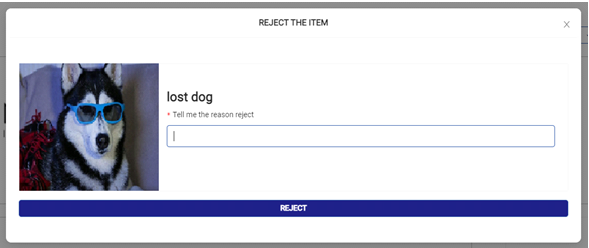 REJECT THE ITEM
lost dog
* Tell me the reason reject
REJECT